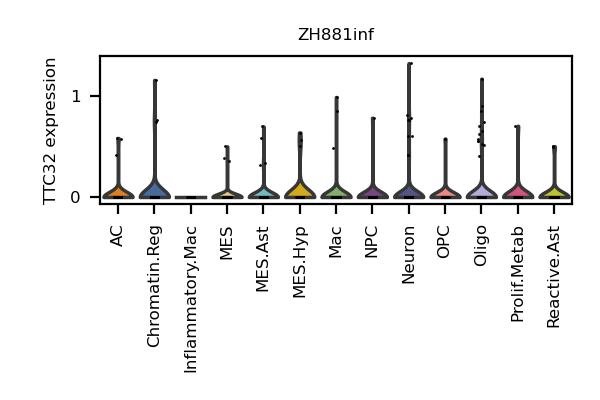 ZH881inf
TTC32 expression
1
0
AC
Chromatin.Reg
Inflammatory.Mac
MES
MES.Ast
MES.Hyp
Mac
NPC
Neuron
OPC
Oligo
Prolif.Metab
Reactive.Ast